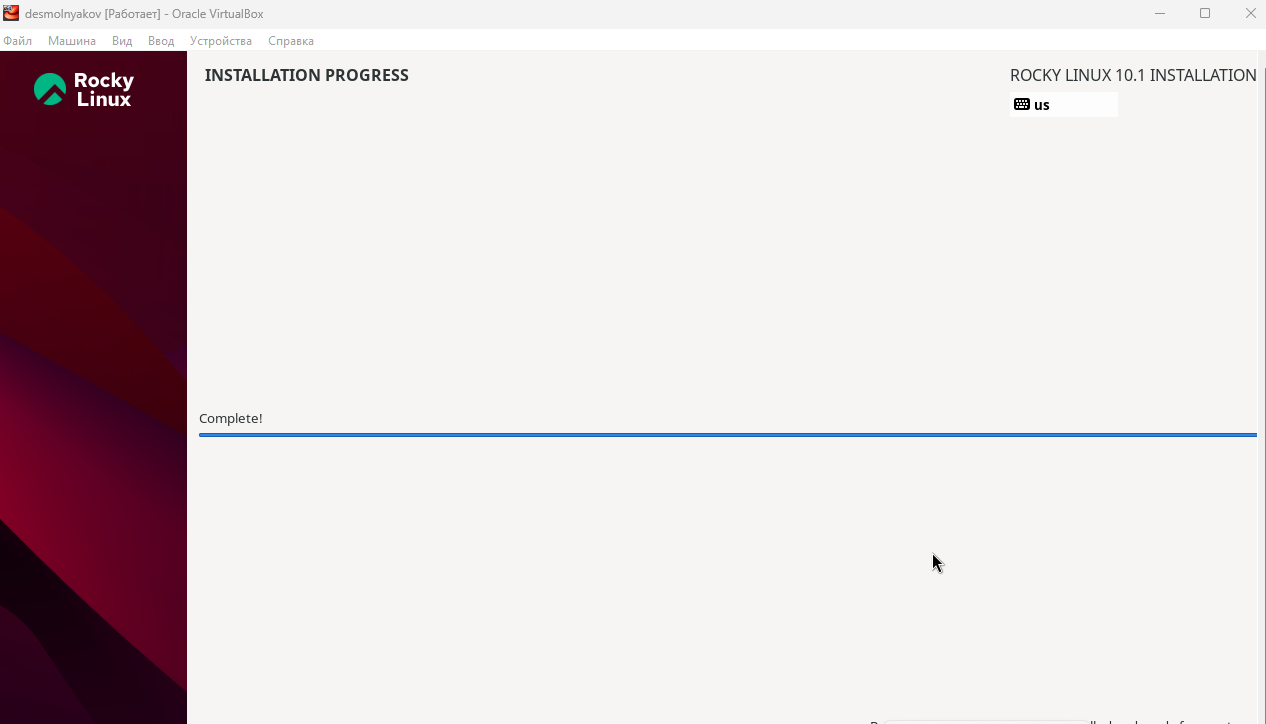 desmolnyakov [Работает] - Oracle VirtualBox
Файл Машина Вид Ввод Устройства Справка
Rocky
Linux
INSTALLATION PROGRESS
ROCKY LINUX 10.1 INSTALLATION
us
Complete!